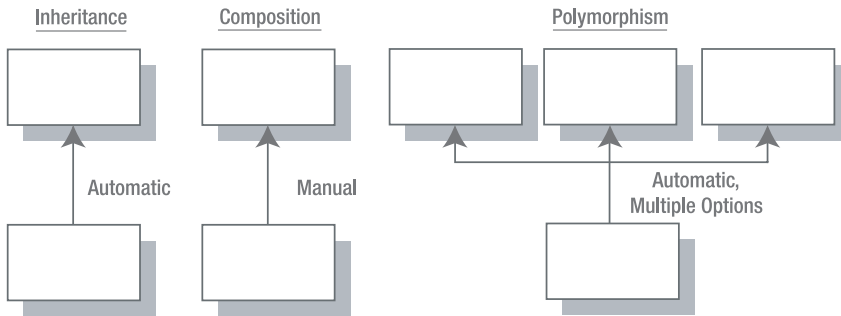 Inheritance
Composition
Polymorphism
Automatic
Manual
Automatic,
Multiple Options